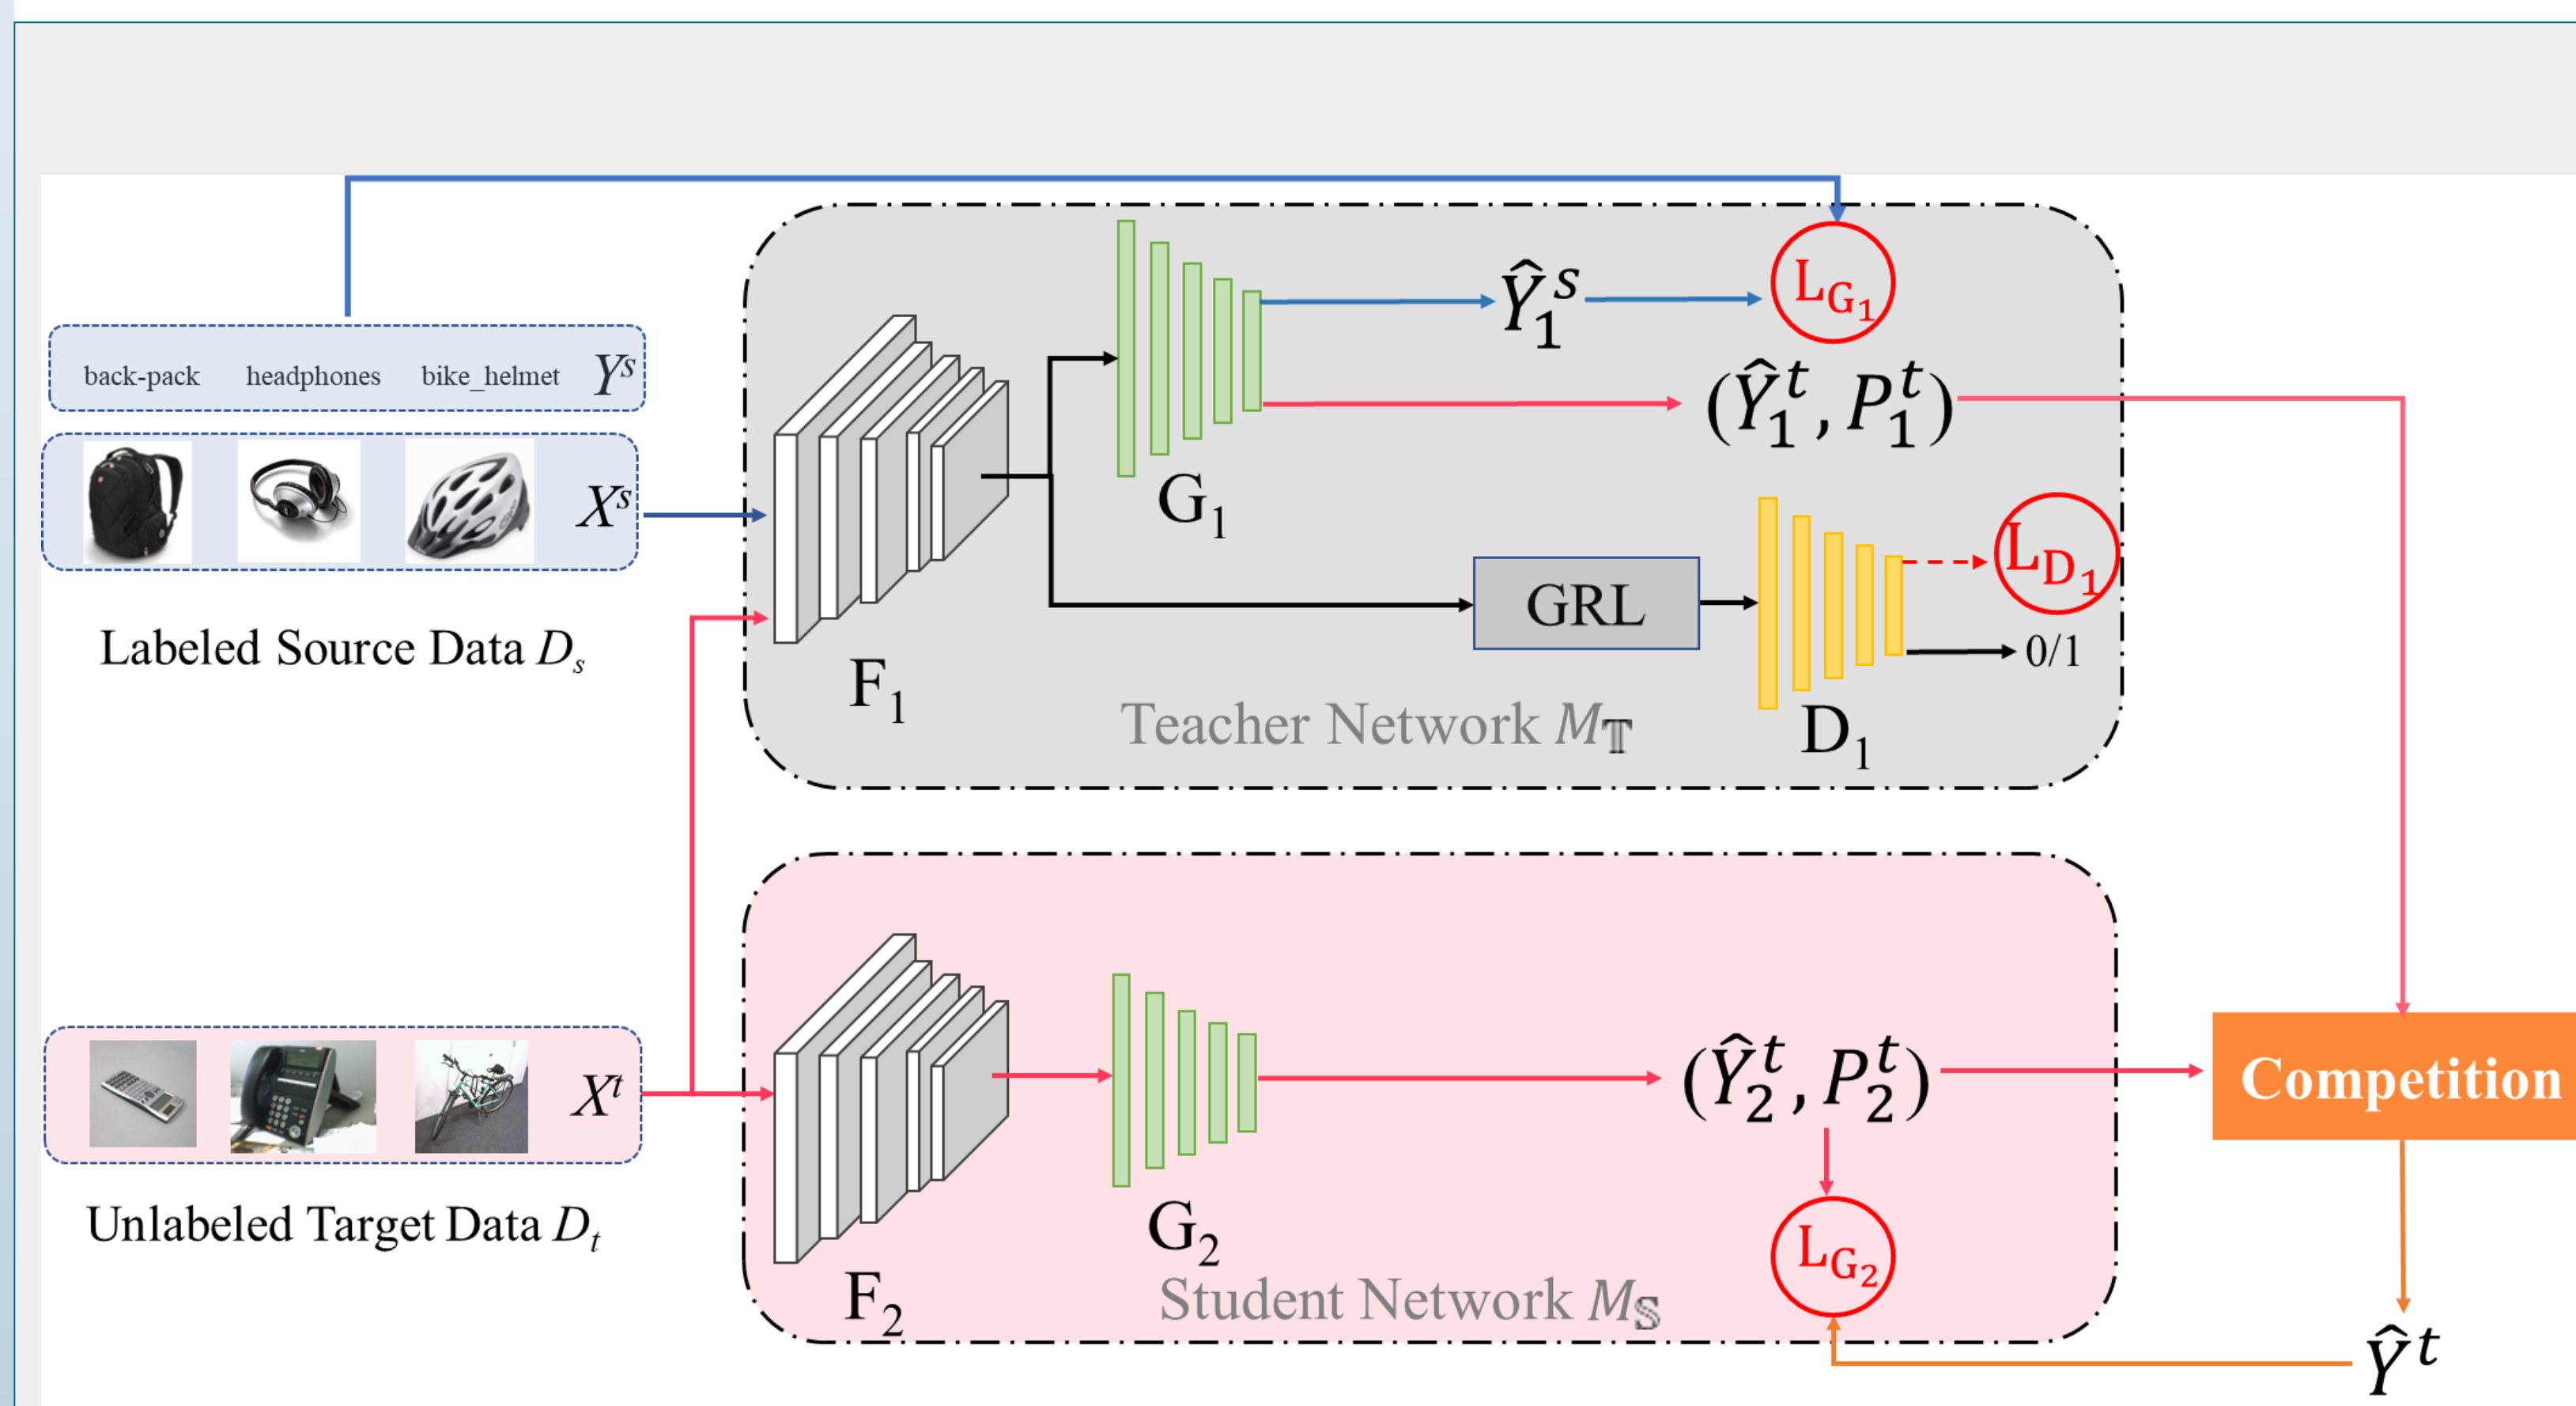 back-pack headphones bike_helmet Yˢ
Xˢ
Labeled Source Data Dₛ
F₁
G₁
Ŷ₁ˢ
L_G₁
(Ŷ₁ᵗ, P₁ᵗ)
GRL
L_D₁
0/1
D₁
Teacher Network M_𝕋
Xᵗ
Unlabeled Target Data Dₜ
F₂
G₂
(Ŷ₂ᵗ, P₂ᵗ)
L_G₂
Student Network M_𝕊
Competition
Ŷᵗ